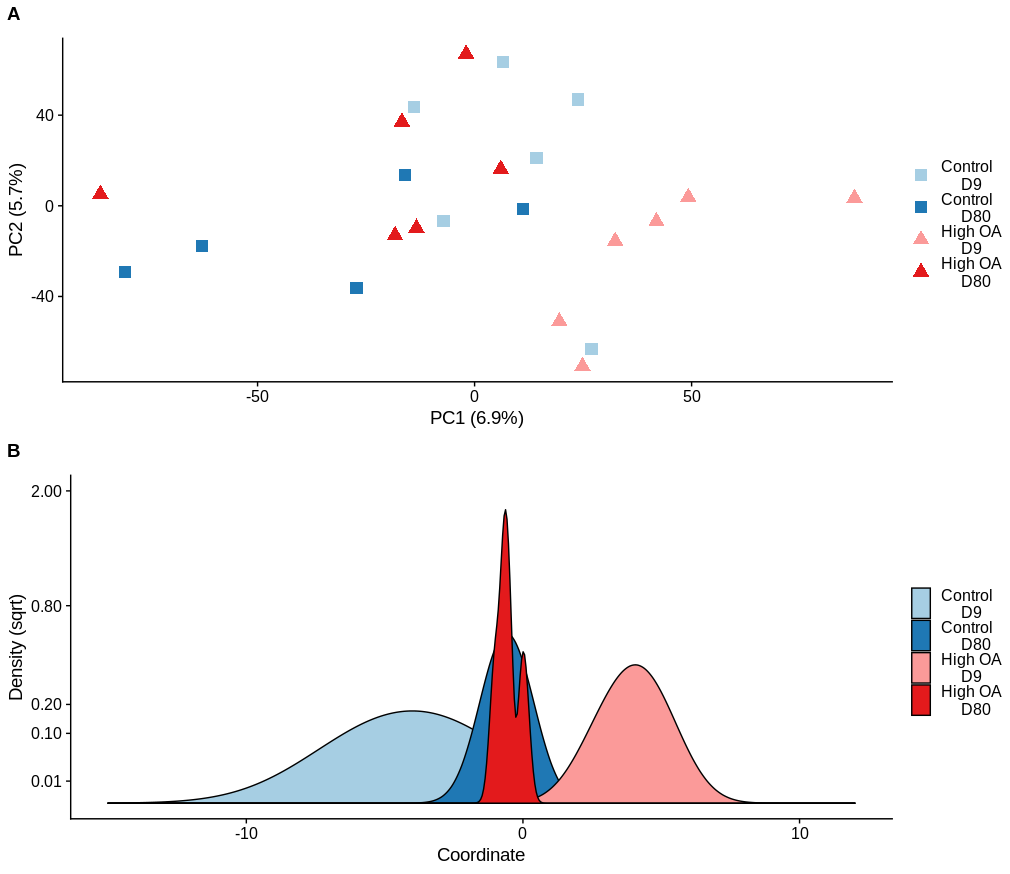 A
PC2 (5.7%)
40
0
-40
-50
0
50
PC1 (6.9%)
Control
D9
Control
D80
High OA
D9
High OA
D80
B
Density (sqrt)
2.00
0.80
0.20
0.10
0.01
-10
0
10
Coordinate
Control
D9
Control
D80
High OA
D9
High OA
D80